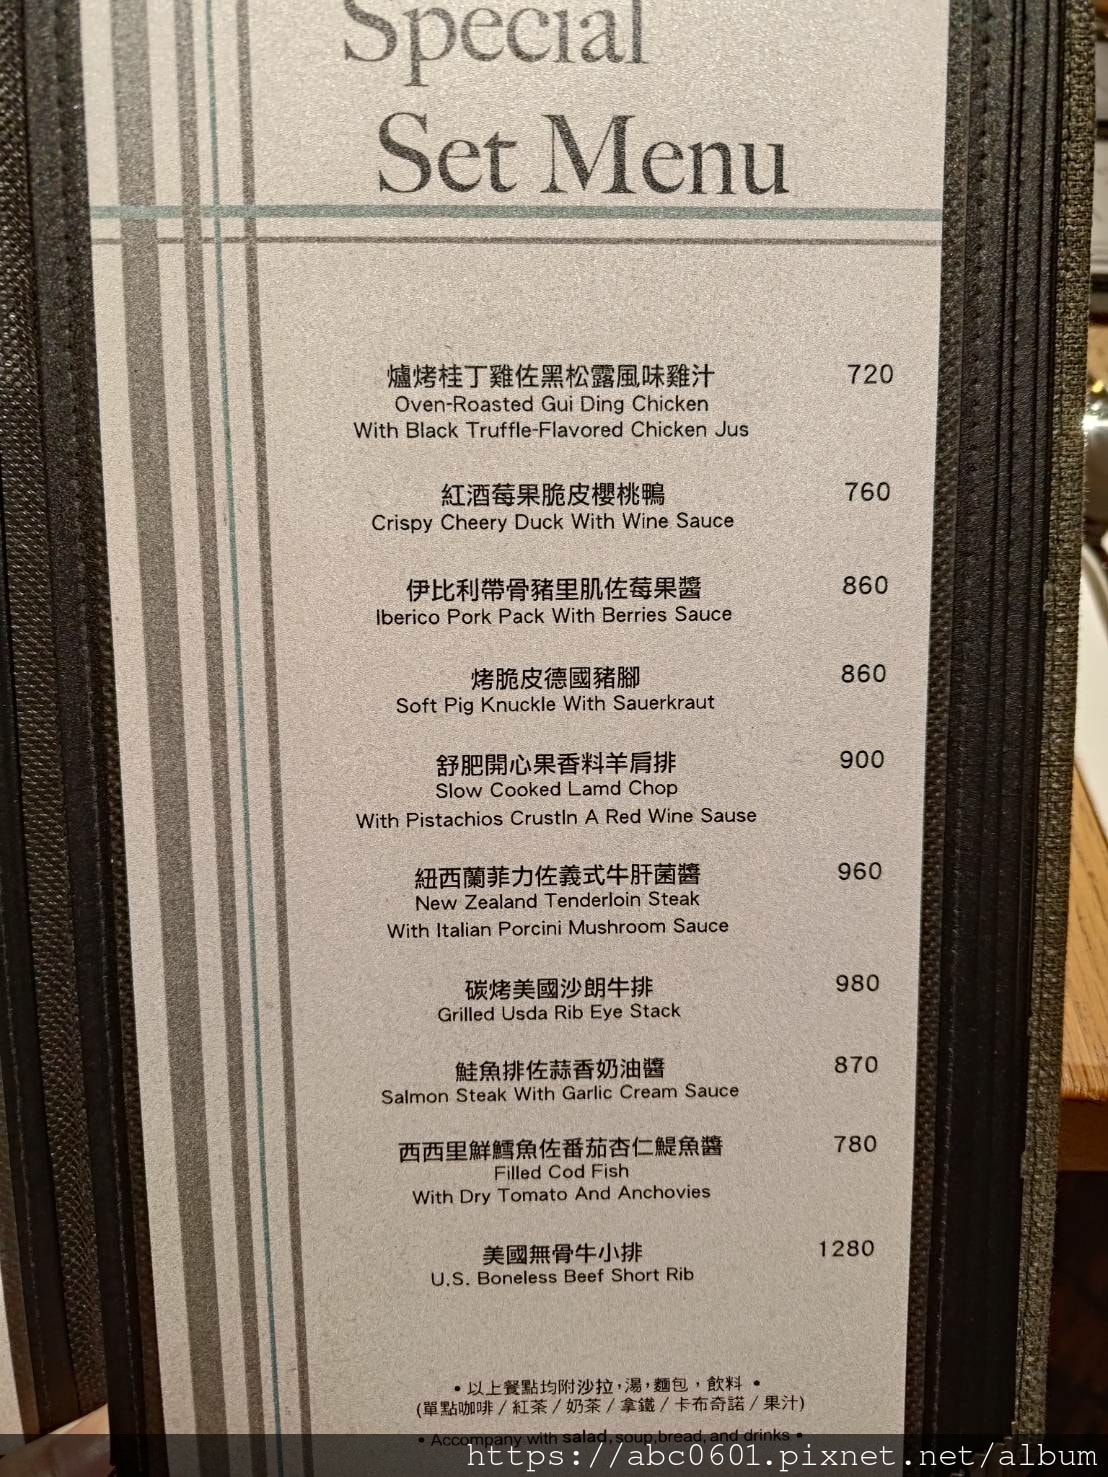 Special
Set Menu
爐烤桂丁雞佐黑松露風味雞汁 720
Oven-Roasted Gui Ding Chicken
With Black Truffle-Flavored Chicken Jus
紅酒莓果脆皮櫻桃鴨 760
Crispy Cheery Duck With Wine Sauce
伊比利帶骨豬里肌佐莓果醬 860
Iberico Pork Pack With Berries Sauce
烤脆皮德國豬腳 860
Soft Pig Knuckle With Sauerkraut
舒肥開心果香料羊肩排 900
Slow Cooked Lamd Chop
With Pistachios CrustIn A Red Wine Sause
紐西蘭菲力佐義式牛肝菌醬 960
New Zealand Tenderloin Steak
With Italian Porcini Mushroom Sauce
碳烤美國沙朗牛排 980
Grilled Usda Rib Eye Stack
鮭魚排佐蒜香奶油醬 870
Salmon Steak With Garlic Cream Sauce
西西里鮮鱈魚佐番茄杏仁鯷魚醬 780
Filled Cod Fish
With Dry Tomato And Anchovies
美國無骨牛小排 1280
U.S. Boneless Beef Short Rib
• 以上餐點均附沙拉，湯，麵包，飲料 •
(單點咖啡 / 紅茶 / 奶茶 / 拿鐵 / 卡布奇諾 / 果汁)
• Accompany with salad, soup, bread, and drinks •
https://abc0601.pixnet.net/album